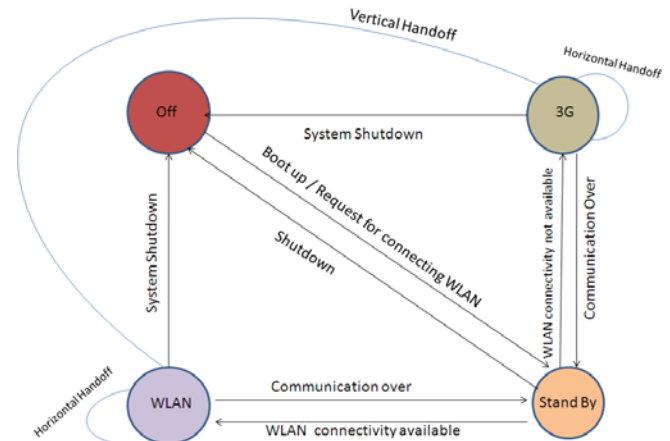 Vertical Handoff
Horizontal Handoff
Off
3G
System Shutdown
Boot up / Request for connecting WLAN
Shutdown
System Shutdown
WLAN connectivity not available
Communication Over
Horizontal Handoff
WLAN
Communication over
Stand By
WLAN connectivity available